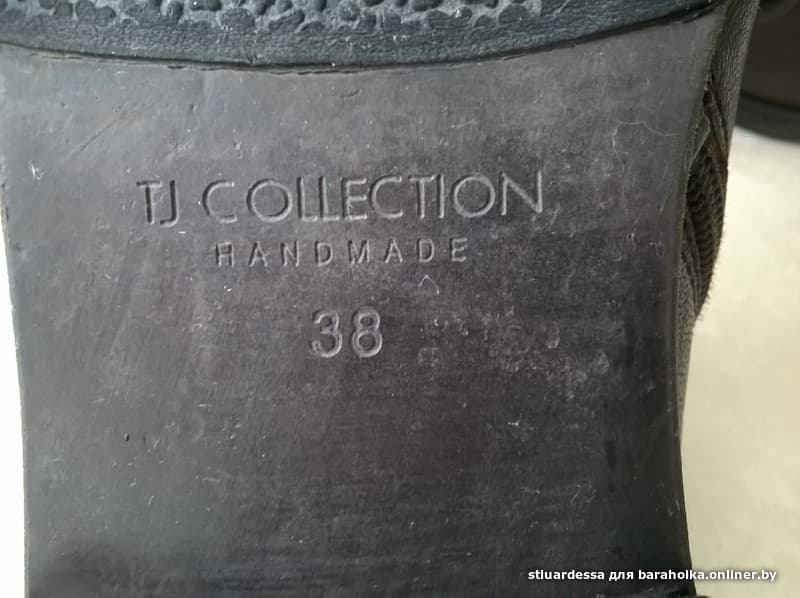 TJ COLLECTION
HANDMADE
38
stiuardessa для baraholka.onliner.by